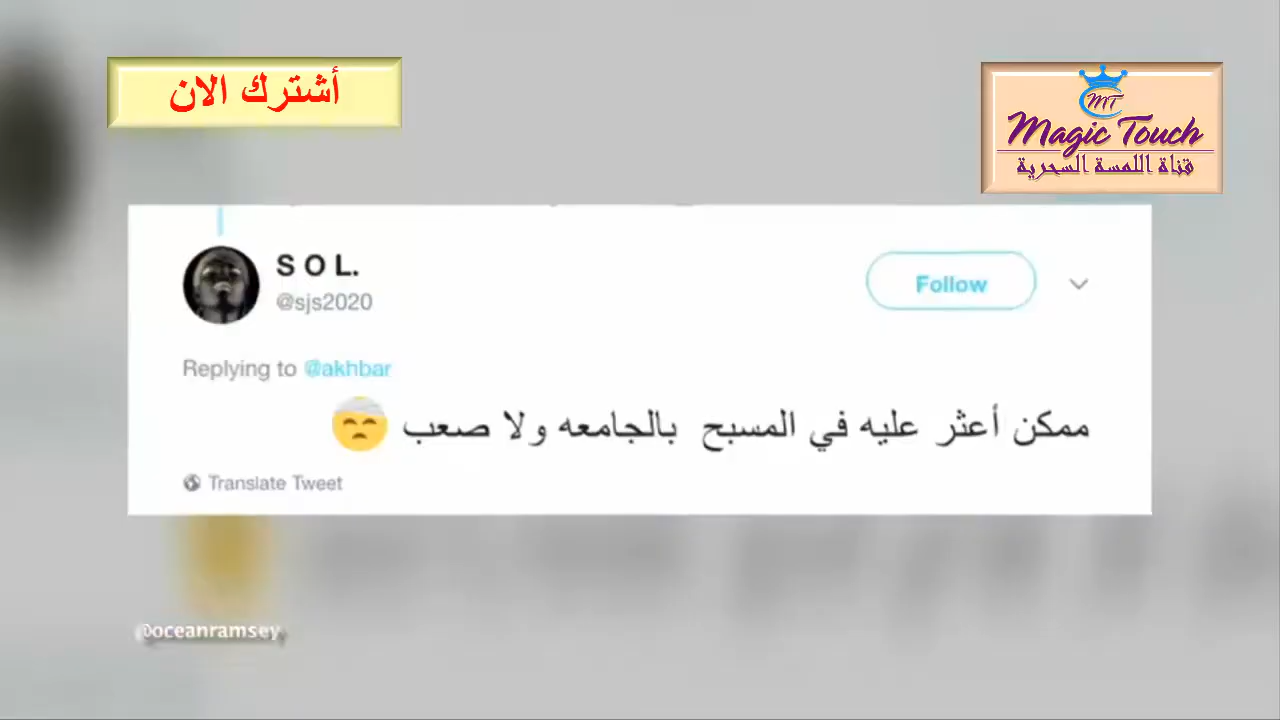 أشترك الان
MT
Magic Touch
قناة اللمسة السحرية
S O L.
@sjs2020
Follow
Replying to @akhbar
ممكن أعثر عليه في المسبح بالجامعه ولا صعب 🤕
Translate Tweet
@oceanramsey